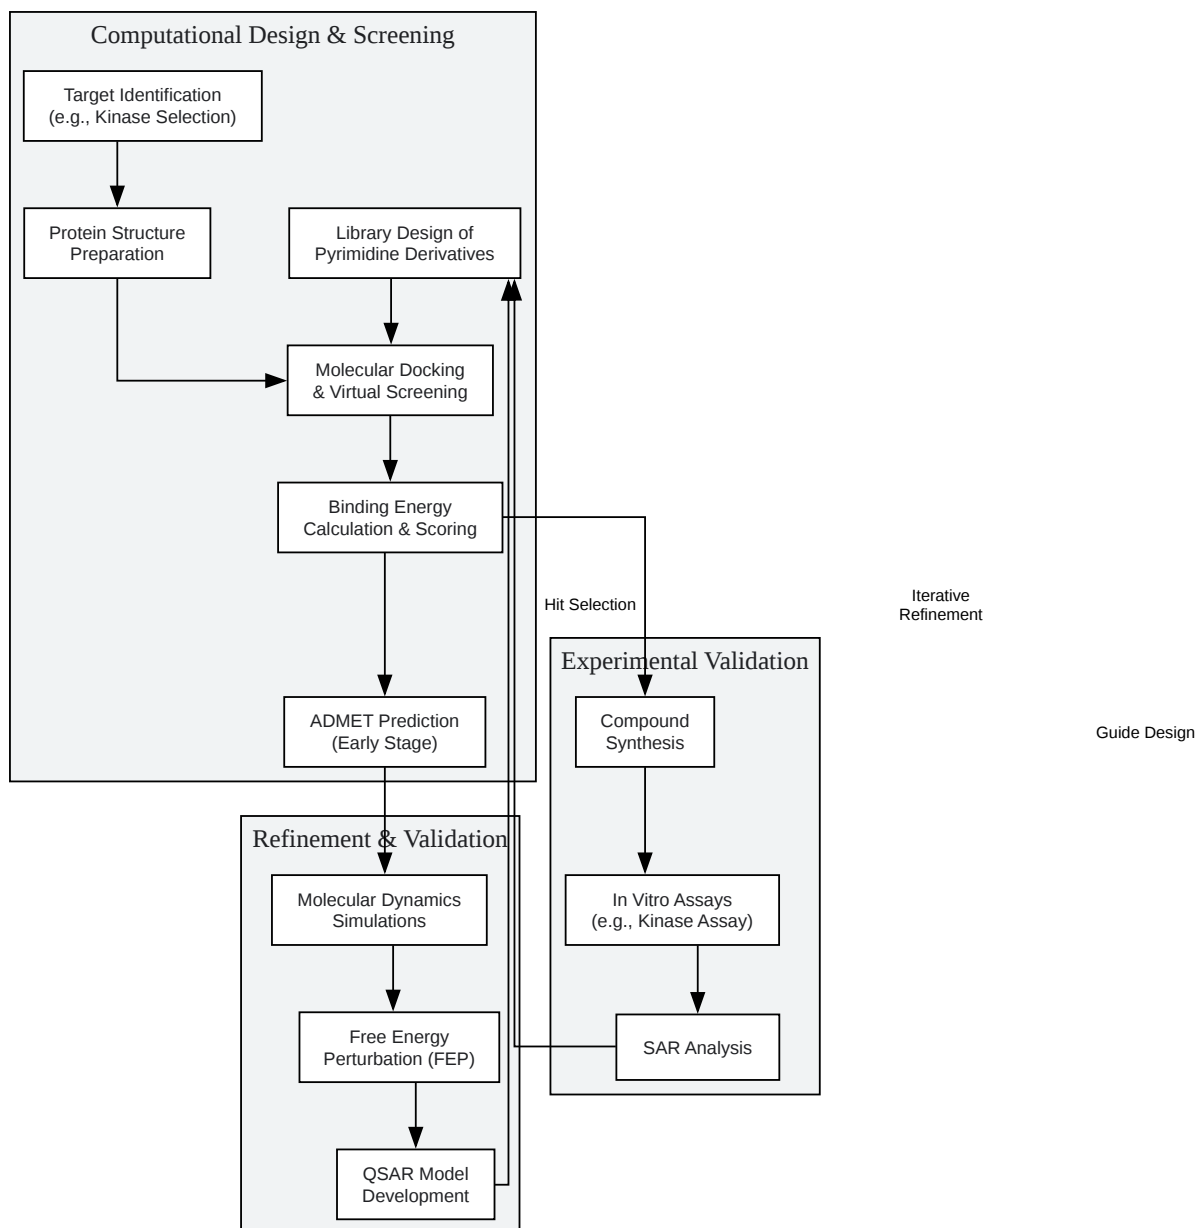 Computational Design & Screening
Target Identification
(e.g., Kinase Selection)
Protein Structure
Preparation
Library Design of
Pyrimidine Derivatives
Molecular Docking
& Virtual Screening
Binding Energy
Calculation & Scoring
Hit Selection
Iterative
Refinement
Experimental Validation
ADMET Prediction
(Early Stage)
Compound
Synthesis
Guide Design
Refinement & Validation
Molecular Dynamics
Simulations
In Vitro Assays
(e.g., Kinase Assay)
Free Energy
Perturbation (FEP)
SAR Analysis
QSAR Model
Development